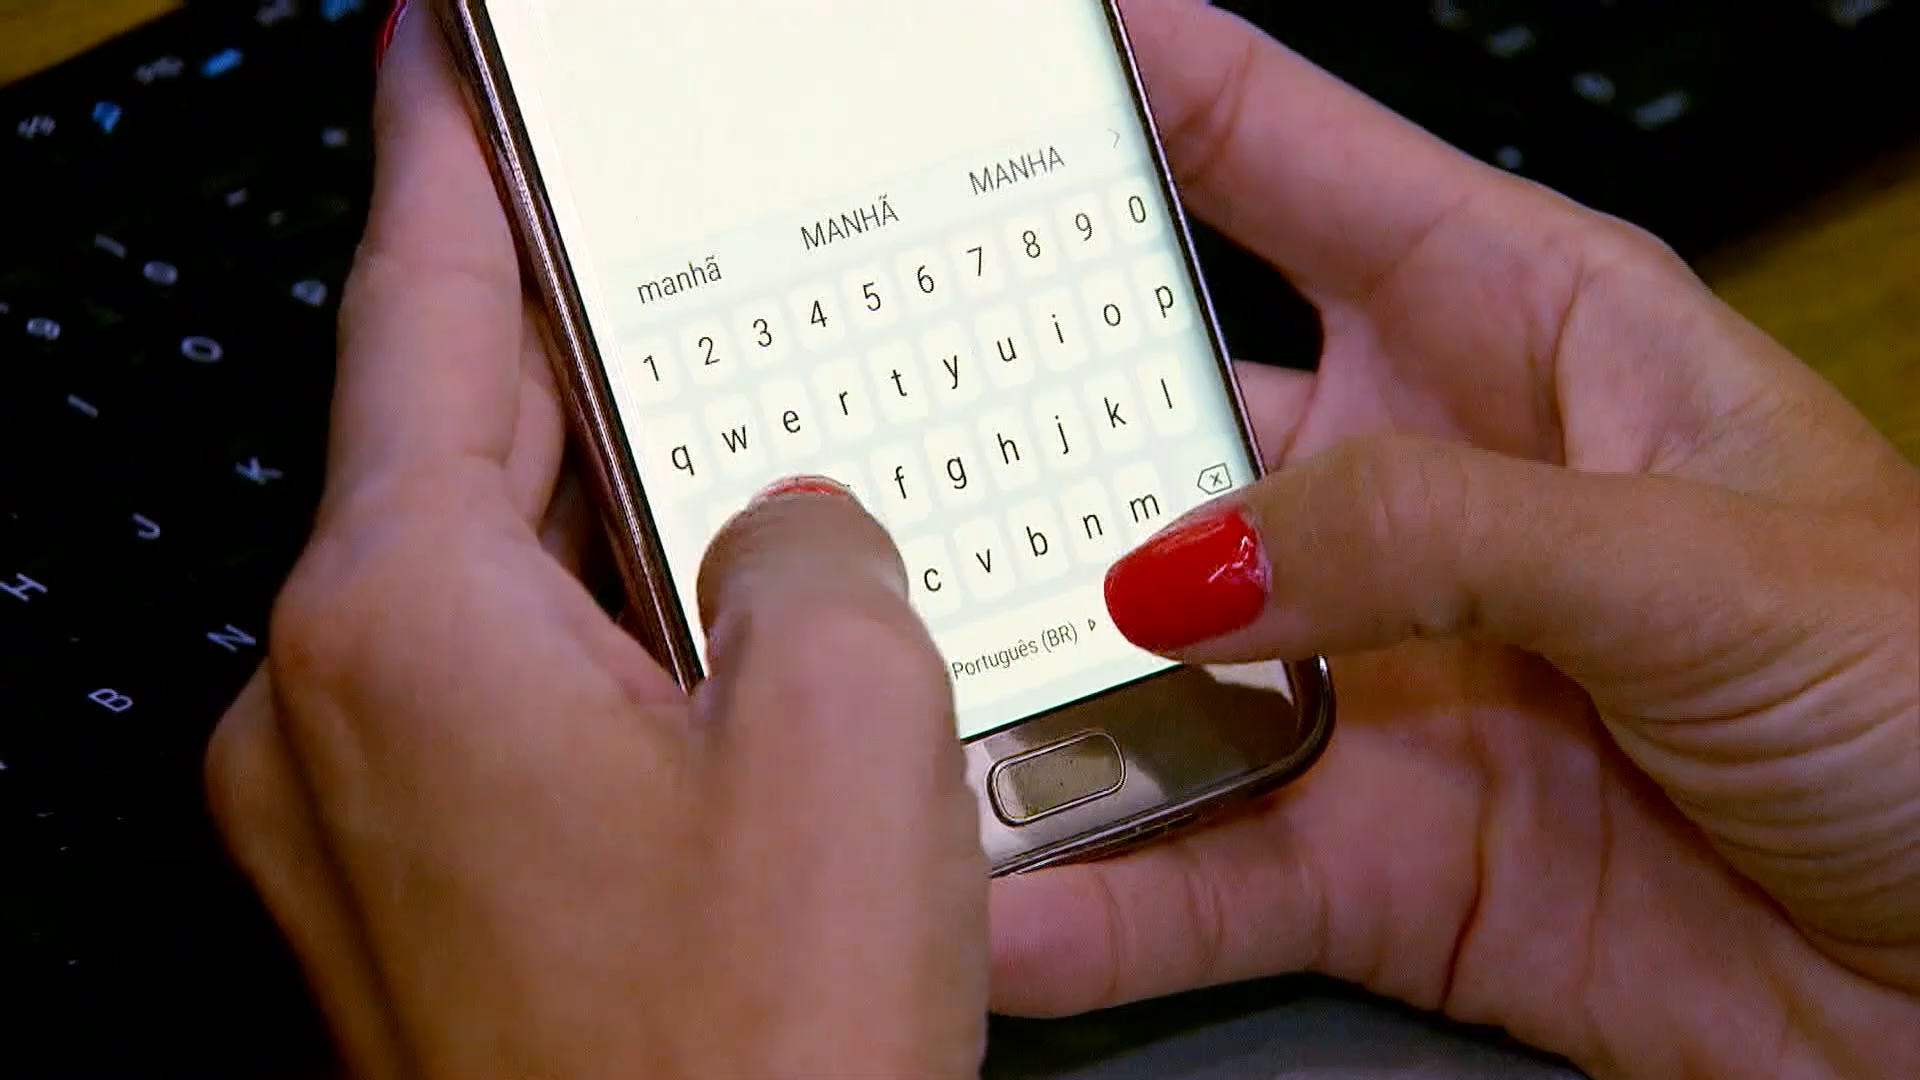 manhã MANHÃ MANHA >
1 2 3 4 5 6 7 8 9 0
q w e r t y u i o p
f g h j k l
c v b n m
Português (BR)
O
I K
J
H N
B